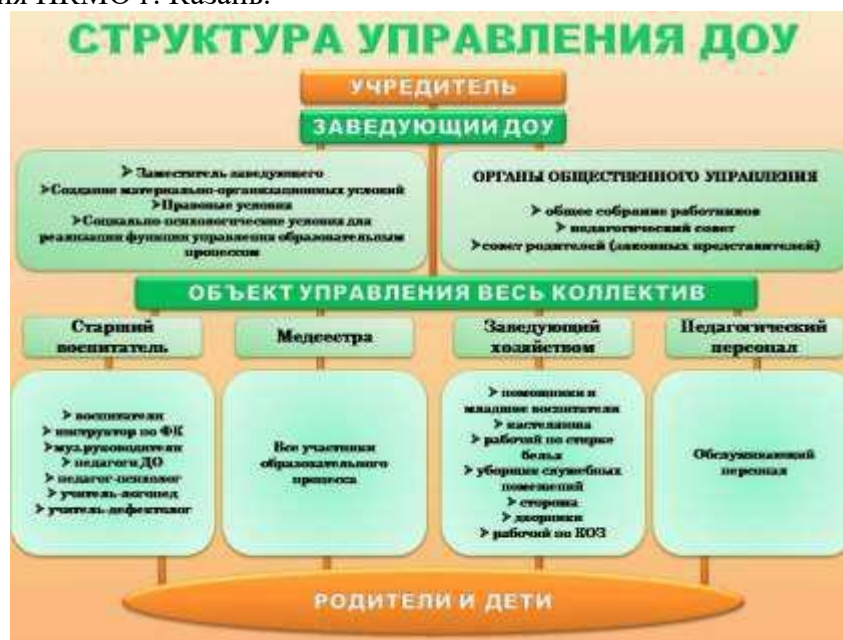 ия НКМО г. Казань.
СТРУКТУРА УПРАВЛЕНИЯ ДОУ
УЧРЕДИТЕЛЬ
ЗАВЕДУЮЩИЙ ДОУ
➤ Заместитель заведующего
➤Создание материально-организационных условий
➤Правовые условия
➤Социально-психологические условия для
реализации функции управления образовательным
процессом
ОРГАНЫ ОБЩЕСТВЕННОГО УПРАВЛЕНИЯ
➤ общее собрание работников
➤ педагогический совет
➤совет родителей (законных представителей)
ОБЪЕКТ УПРАВЛЕНИЯ ВЕСЬ КОЛЛЕКТИВ
Старший
воспитатель
➤ воспитатели
➤ инструктор по ФК
➤муз.руководители
➤ педагоги ДО
➤ педагог-психолог
➤ учитель-логопед
➤ учитель-дефектолог
Медсестра
Все участники
образовательного
процесса
Заведующий
хозяйством
➤ помощники и
младшие воспитатели
➤ кастелянша
➤ рабочий по стирке
белья
➤ уборщик служебных
помещений
➤ сторожа
➤ дворники
➤ рабочий по КОЗ
Педагогический
персонал
Обслуживающий
персонал
РОДИТЕЛИ И ДЕТИ